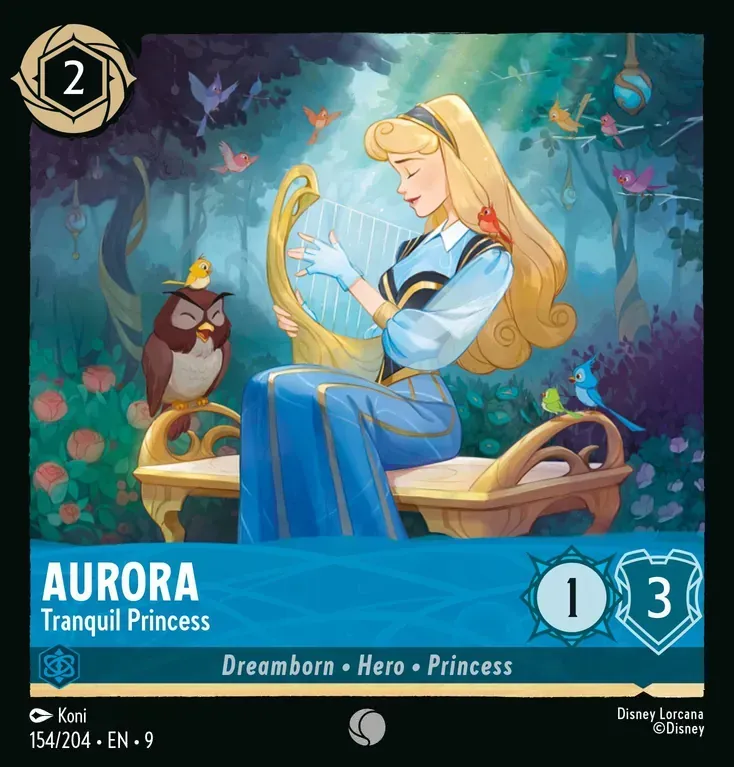 2
AURORA
Tranquil Princess
1
3
Dreamborn • Hero • Princess
Koni
154/204 • EN • 9
Disney Lorcana
©Disney